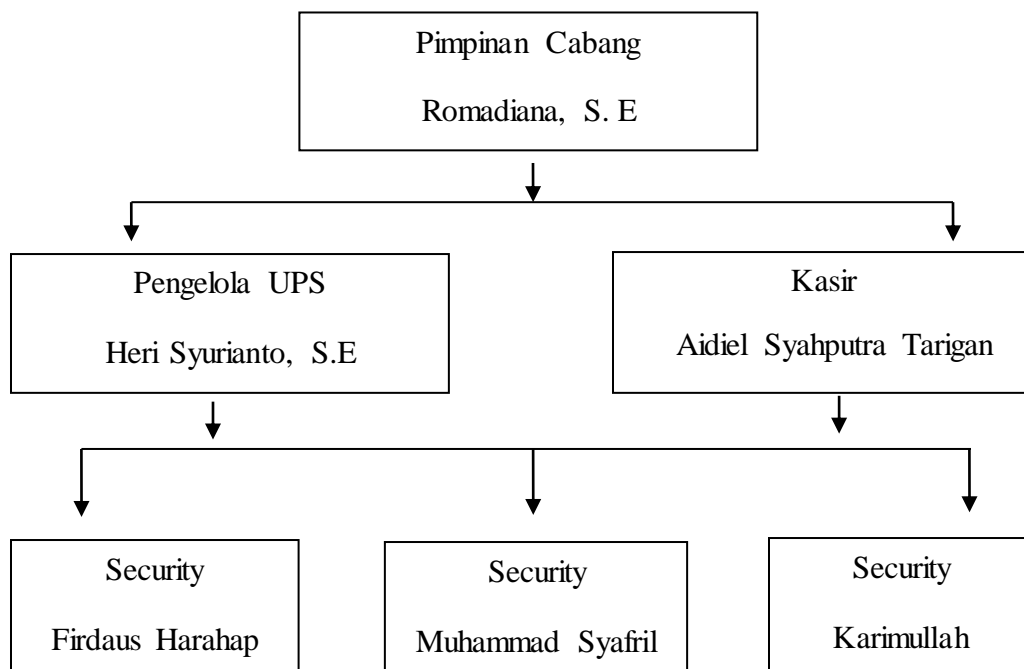 Pimpinan Cabang
Romadiana, S. E
Pengelola UPS
Heri Syurianto, S.E
Kasir
Aidiel Syahputra Tarigan
Security
Firdaus Harahap
Security
Muhammad Syafril
Security
Karimullah